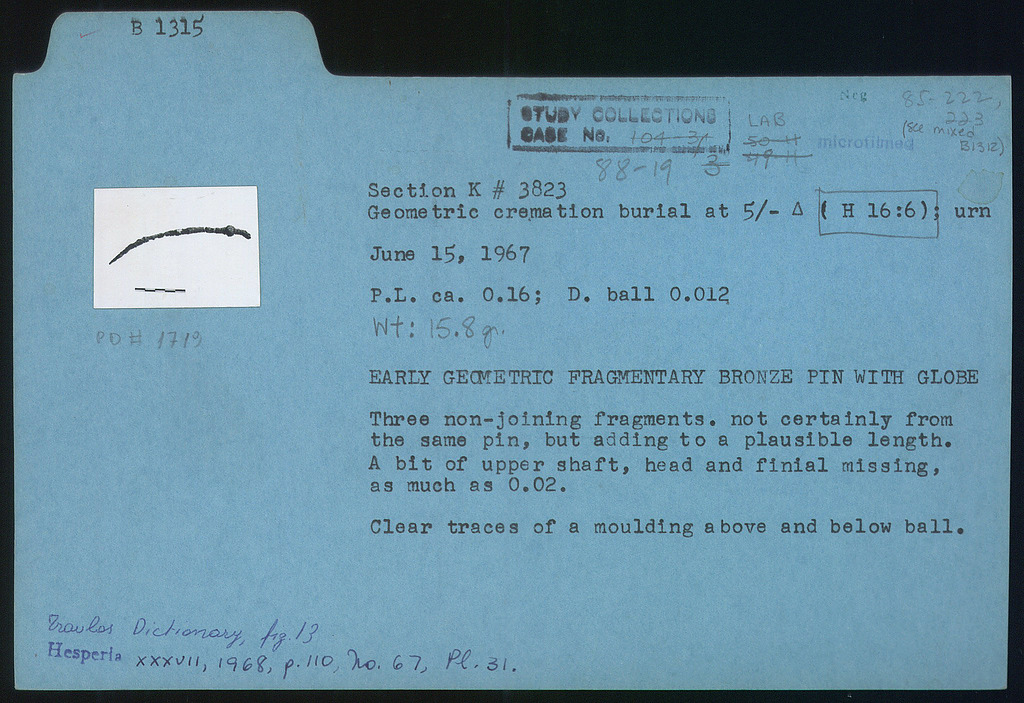 B 1315
Neg 85-222,
223
(see mixed
B1312)
STUDY COLLECTIONS
CASE No. 104-3/1
88-19 3
LAB
50-H
49-H
microfilmed
Section K # 3823
Geometric cremation burial at 5/- Δ ( H 16:6); urn
June 15, 1967
P.L. ca. 0.16; D. ball 0.012
Wt: 15.8 gr.
PD# 1719
EARLY GEOMETRIC FRAGMENTARY BRONZE PIN WITH GLOBE
Three non-joining fragments. not certainly from
the same pin, but adding to a plausible length.
A bit of upper shaft, head and finial missing,
as much as 0.02.
Clear traces of a moulding above and below ball.
Travlos Dictionary, fig. 13
Hesperia XXXVII, 1968, p. 110, No. 67, Pl. 31.